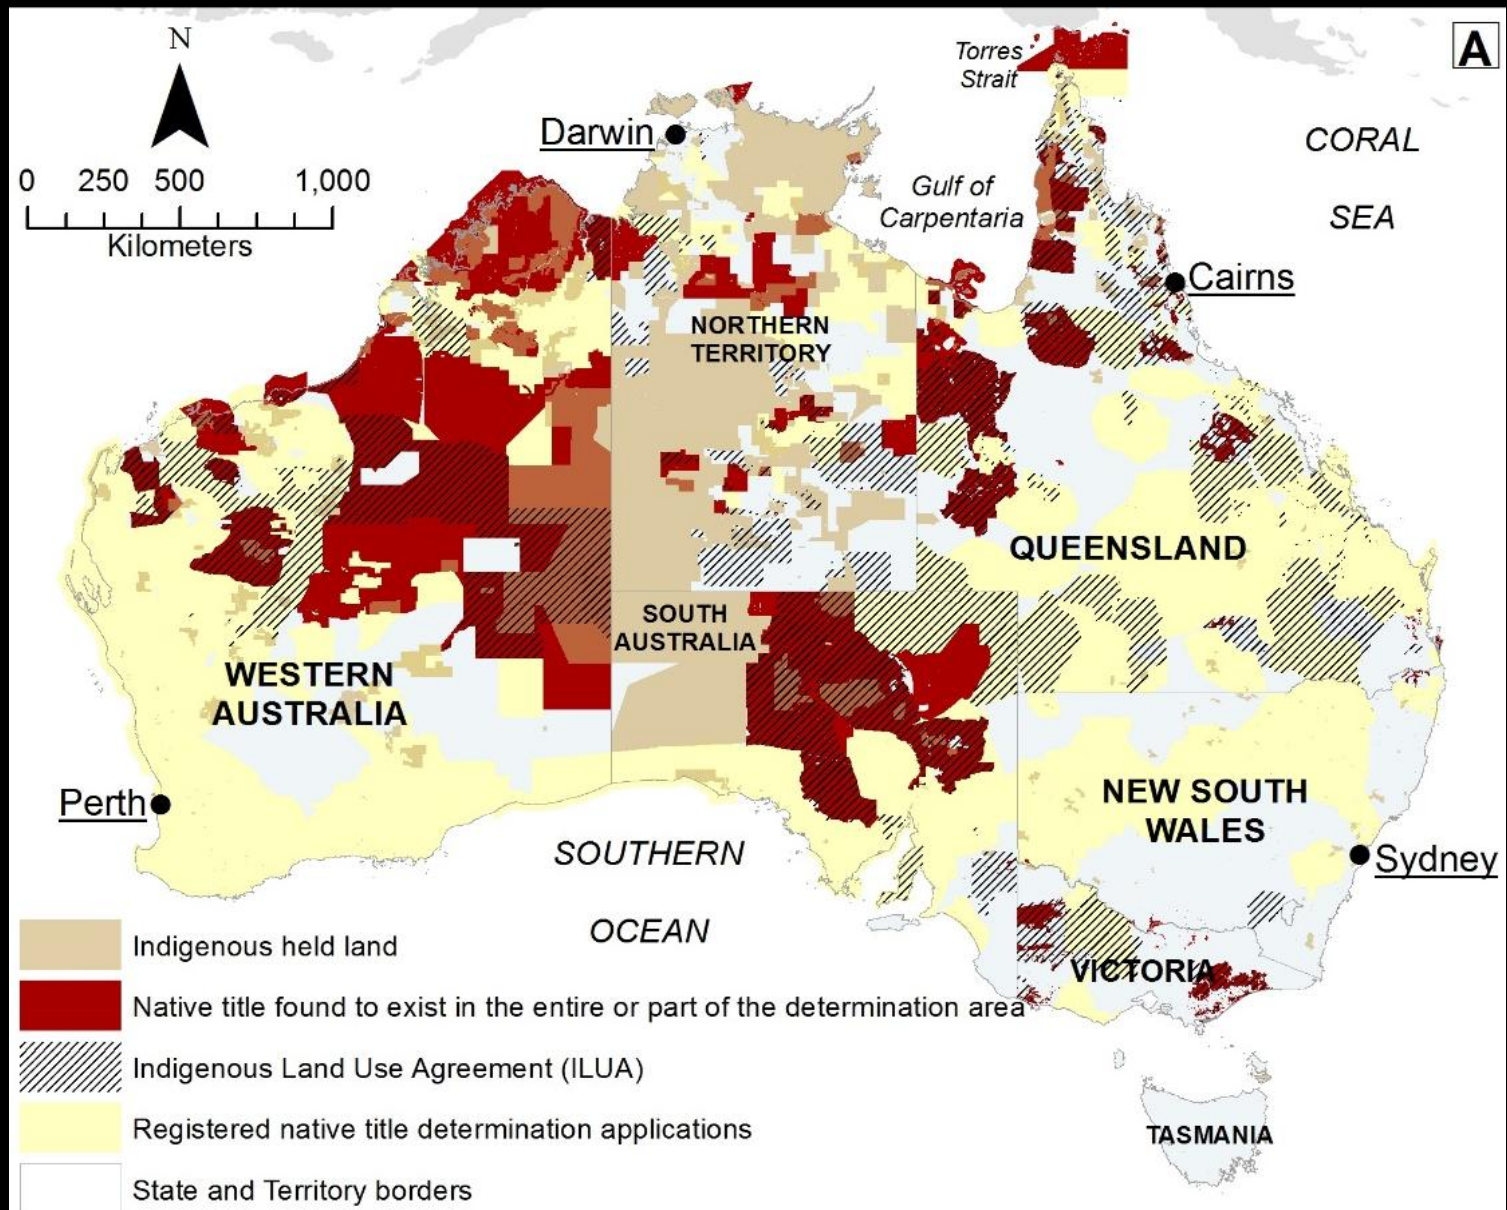 N
A
Torres
Strait
Darwin
CORAL
0 250 500 1,000
Kilometers
Gulf of
Carpentaria
SEA
Cairns
NORTHERN
TERRITORY
QUEENSLAND
SOUTH
AUSTRALIA
WESTERN
AUSTRALIA
Perth
NEW SOUTH
WALES
SOUTHERN
Sydney
OCEAN
VICTORIA
TASMANIA
Indigenous held land
Native title found to exist in the entire or part of the determination area
Indigenous Land Use Agreement (ILUA)
Registered native title determination applications
State and Territory borders